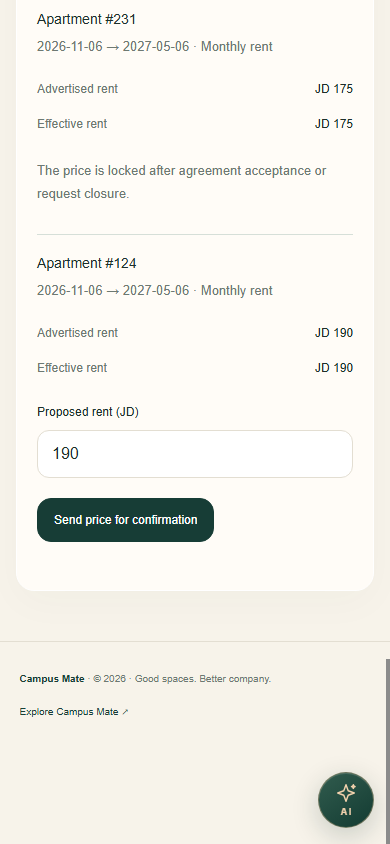 Apartment #231
2026-11-06 → 2027-05-06 · Monthly rent
Advertised rent JD 175
Effective rent JD 175
The price is locked after agreement acceptance or
request closure.
Apartment #124
2026-11-06 → 2027-05-06 · Monthly rent
Advertised rent JD 190
Effective rent JD 190
Proposed rent (JD)
190
Send price for confirmation
Campus Mate · © 2026 · Good spaces. Better company.
Explore Campus Mate ↗
AI